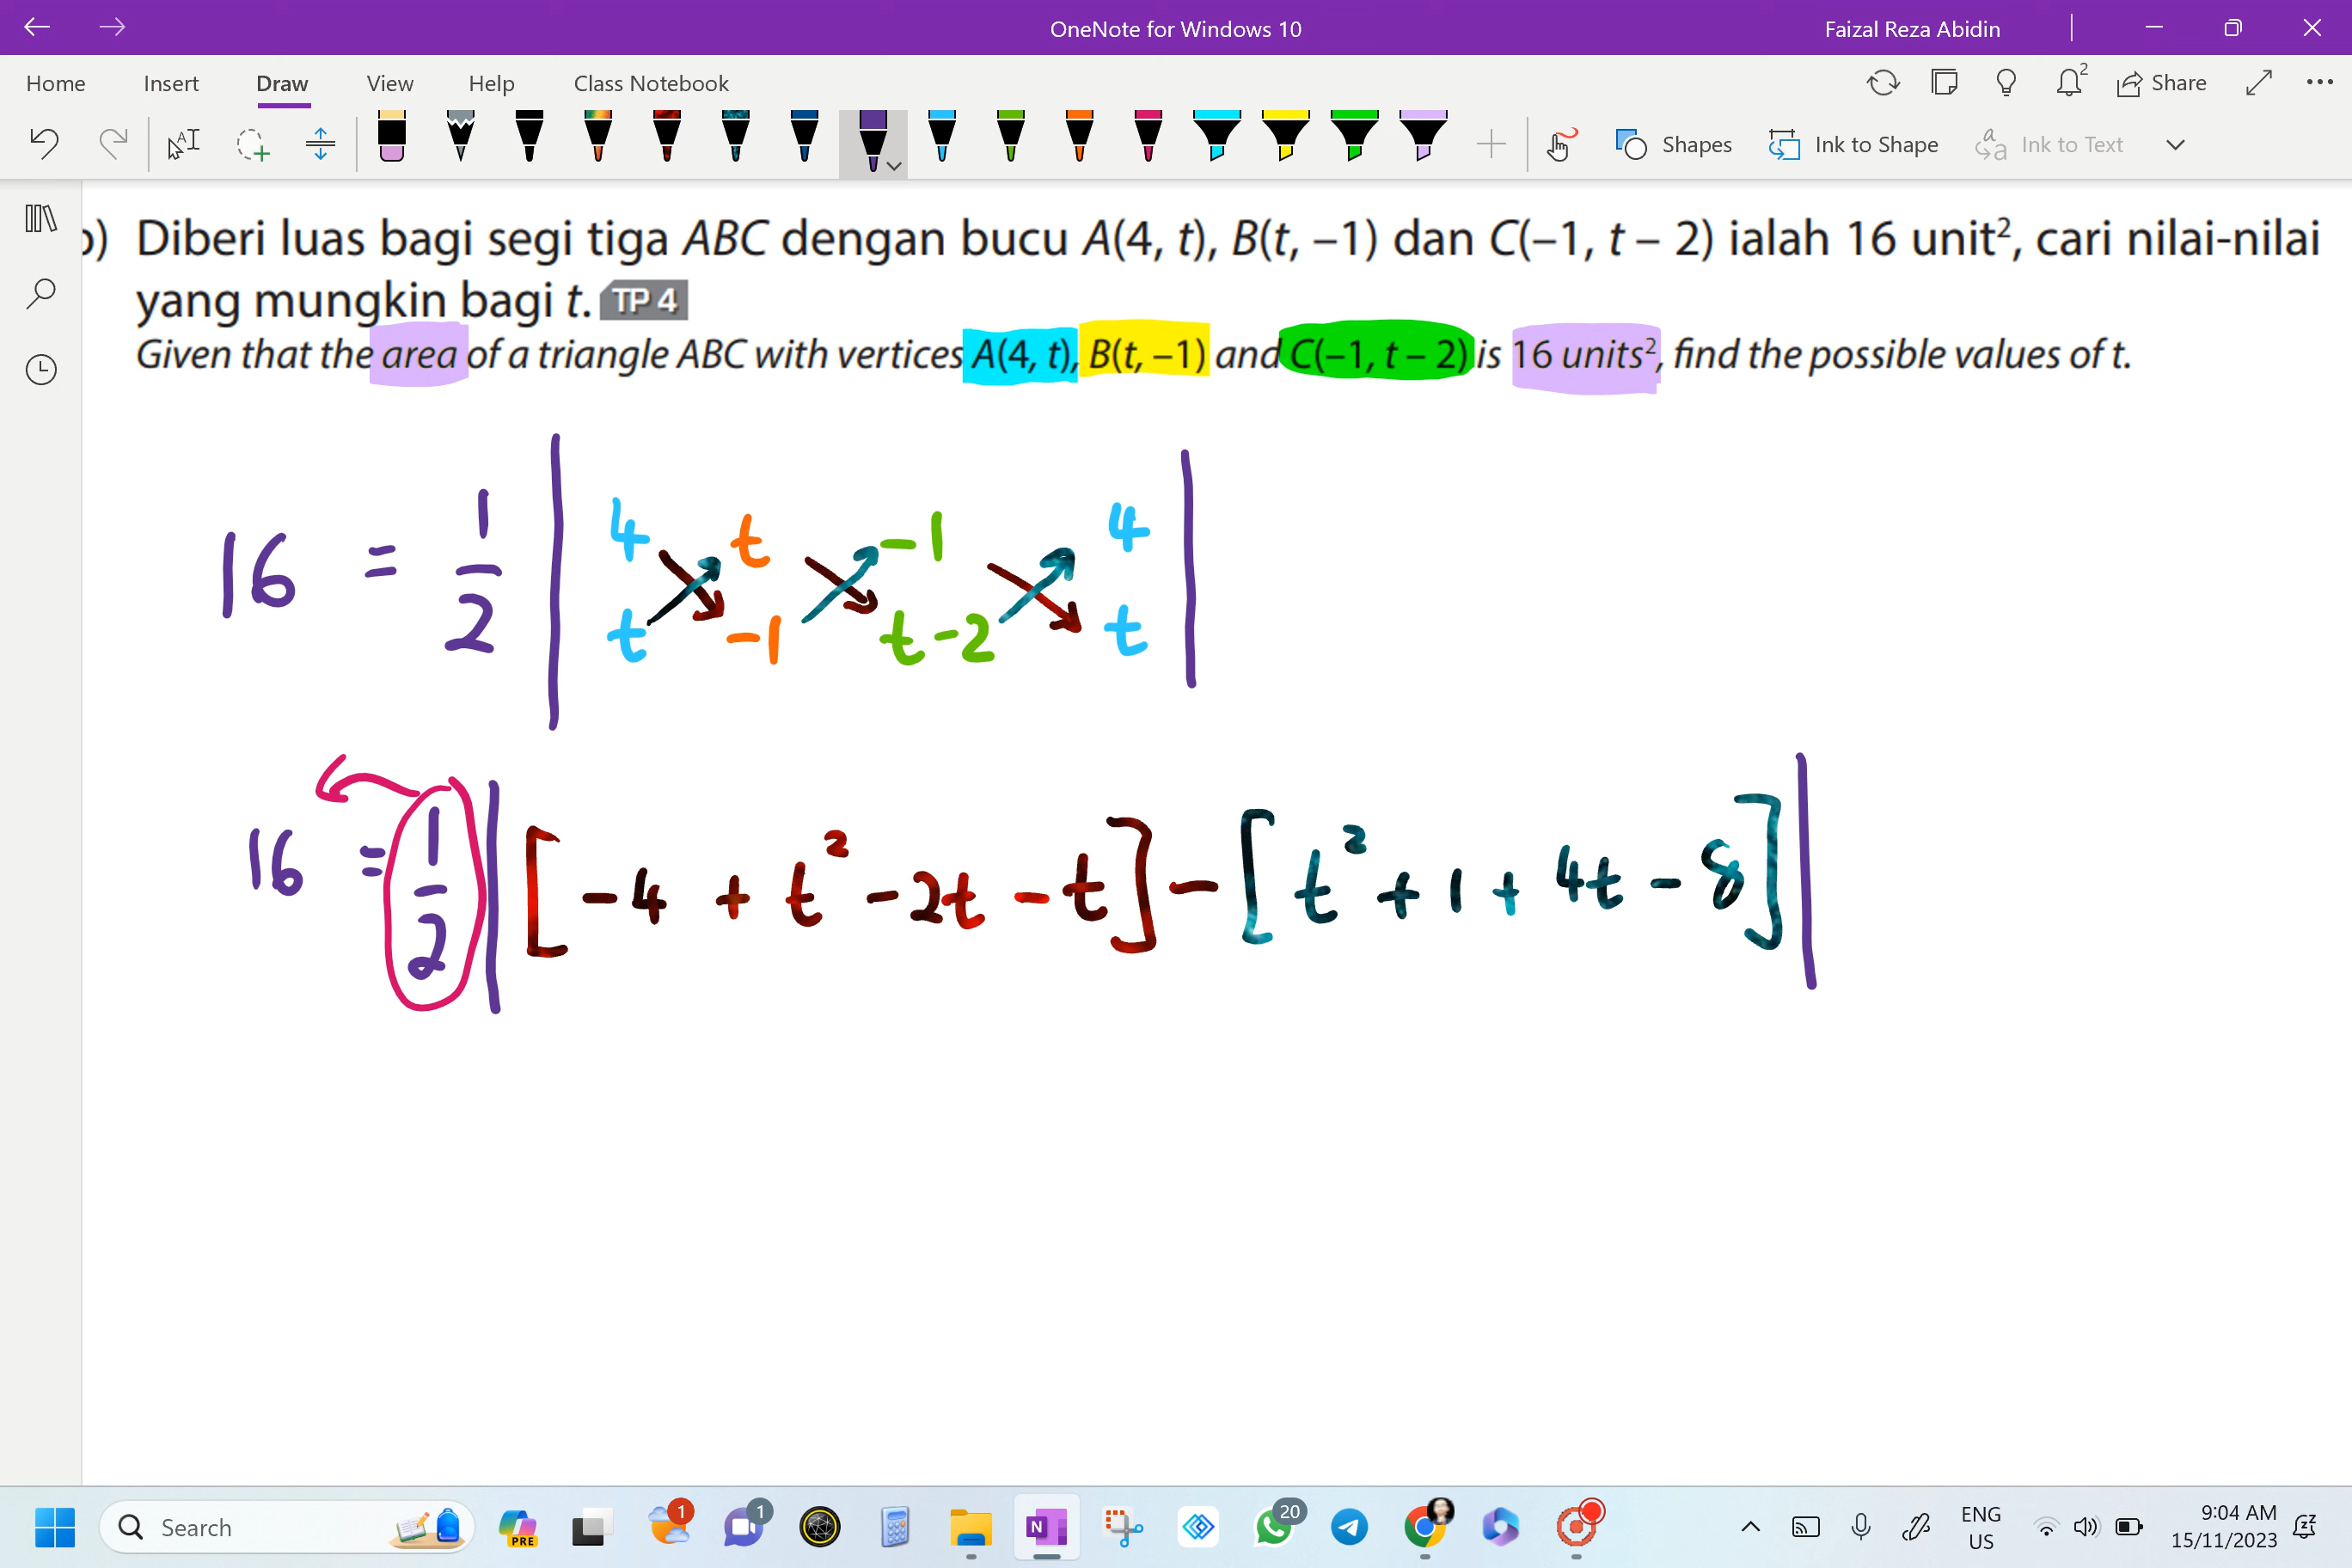 OneNote for Windows 10
Faizal Reza Abidin
Home Insert Draw View Help Class Notebook
2
Share
Shapes Ink to Shape Ink to Text
b) Diberi luas bagi segi tiga ABC dengan bucu A(4, t), B(t, –1) dan C(–1, t – 2) ialah 16 unit², cari nilai-nilai
yang mungkin bagi t. TP 4
Given that the area of a triangle ABC with vertices A(4, t), B(t, –1) and C(–1, t – 2) is 16 units², find the possible values of t.
16 = 1/2 | 4 t -1 4
t -1 t-2 t |
16 = 1/2 | [ -4 + t² - 2t - t ] - [ t² + 1 + 4t - 8 ] |
Search
PRE
1
1
20
ENG
US
9:04 AM
15/11/2023